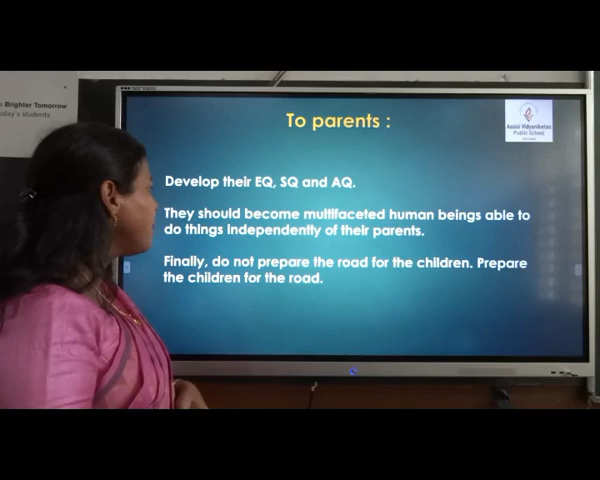 Brighter Tomorrow
oday's students
To parents :
Assisi Vidyaniketan
Public School
Develop their EQ, SQ and AQ.
They should become multifaceted human beings able to
do things independently of their parents.
Finally, do not prepare the road for the children. Prepare
the children for the road.